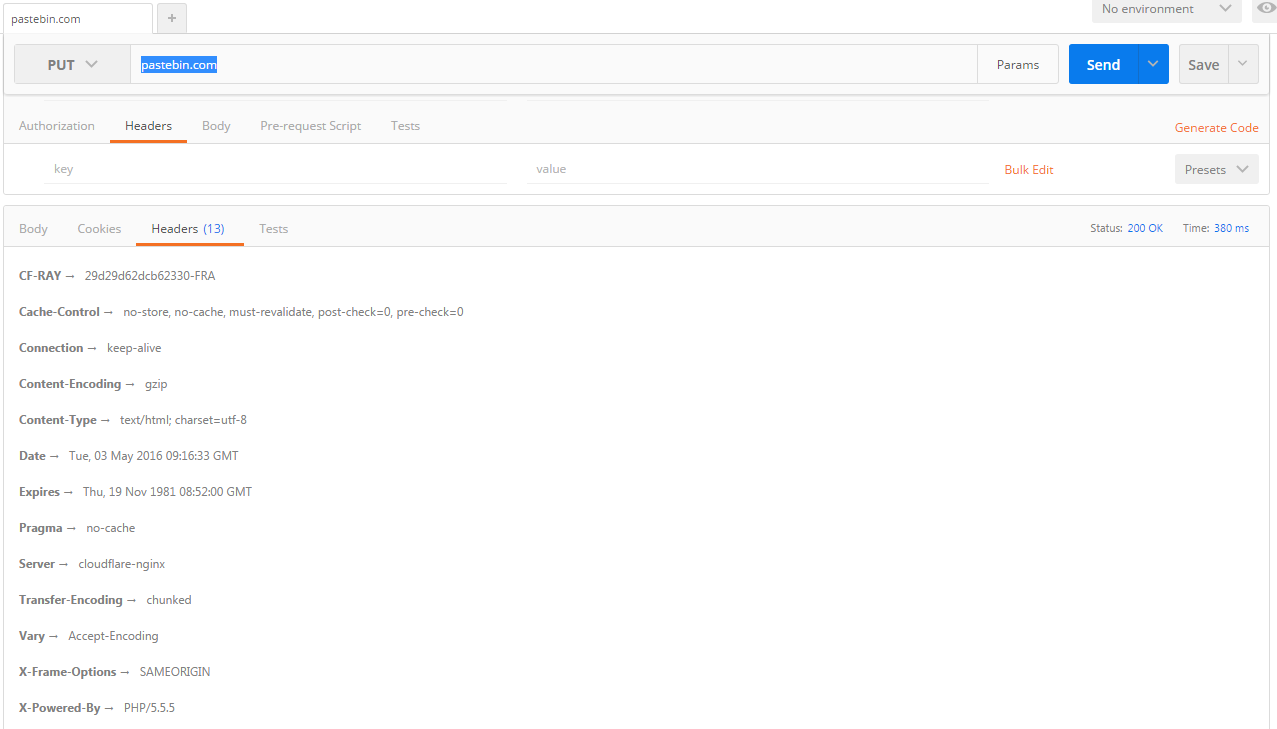 pastebin.com + No environment
PUT pastebin.com Params Send Save
Authorization Headers Body Pre-request Script Tests Generate Code
key value Bulk Edit Presets
Body Cookies Headers (13) Tests Status: 200 OK Time: 380 ms
CF-RAY → 29d29d62dcb62330-FRA
Cache-Control → no-store, no-cache, must-revalidate, post-check=0, pre-check=0
Connection → keep-alive
Content-Encoding → gzip
Content-Type → text/html; charset=utf-8
Date → Tue, 03 May 2016 09:16:33 GMT
Expires → Thu, 19 Nov 1981 08:52:00 GMT
Pragma → no-cache
Server → cloudflare-nginx
Transfer-Encoding → chunked
Vary → Accept-Encoding
X-Frame-Options → SAMEORIGIN
X-Powered-By → PHP/5.5.5